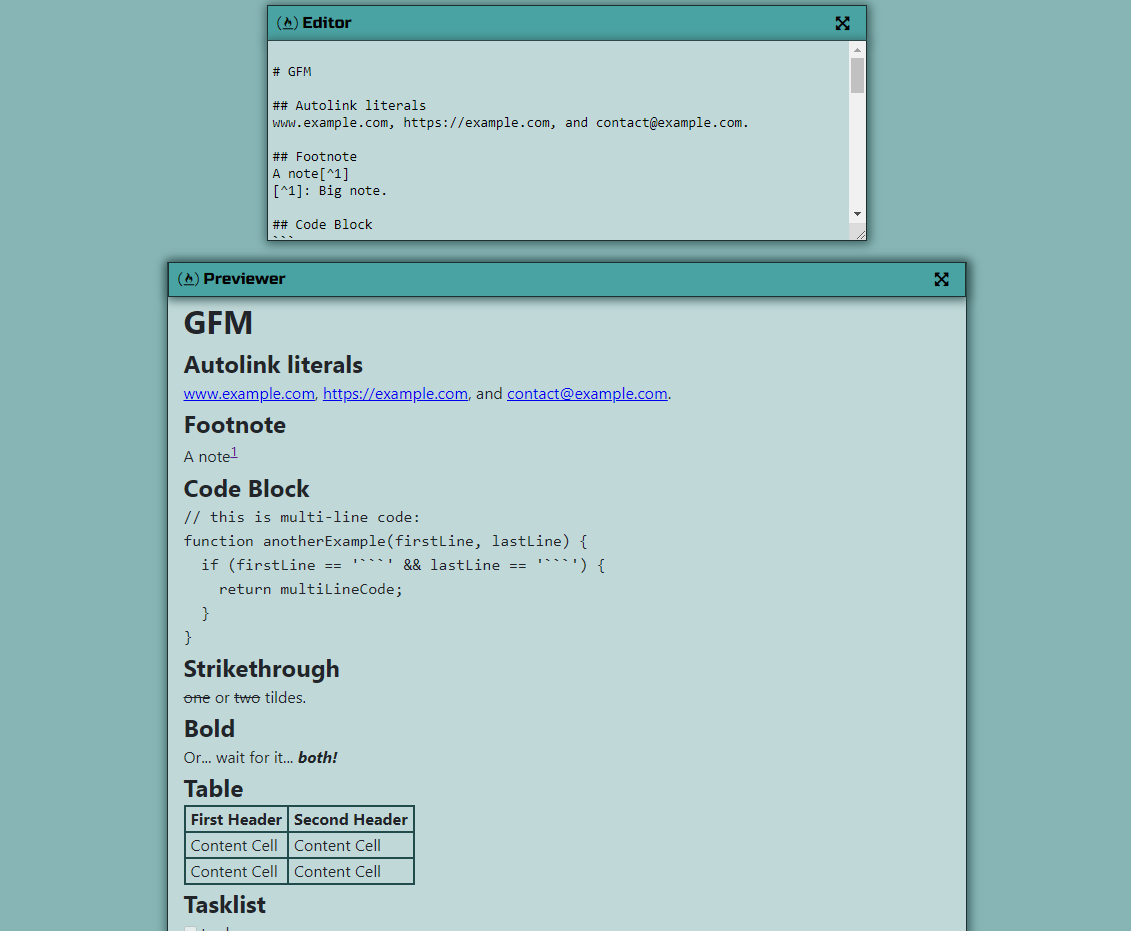 Editor
# GFM
## Autolink literals
www.example.com, https://example.com, and contact@example.com.
## Footnote
A note[^1]
[^1]: Big note.
## Code Block
```
Previewer
GFM
Autolink literals
www.example.com, https://example.com, and contact@example.com.
Footnote
A note1
Code Block
// this is multi-line code:
function anotherExample(firstLine, lastLine) {
  if (firstLine == '```' && lastLine == '```') {
    return multiLineCode;
  }
}
Strikethrough
one or two tildes.
Bold
Or... wait for it... both!
Table
First Header Second Header
Content Cell Content Cell
Content Cell Content Cell
Tasklist